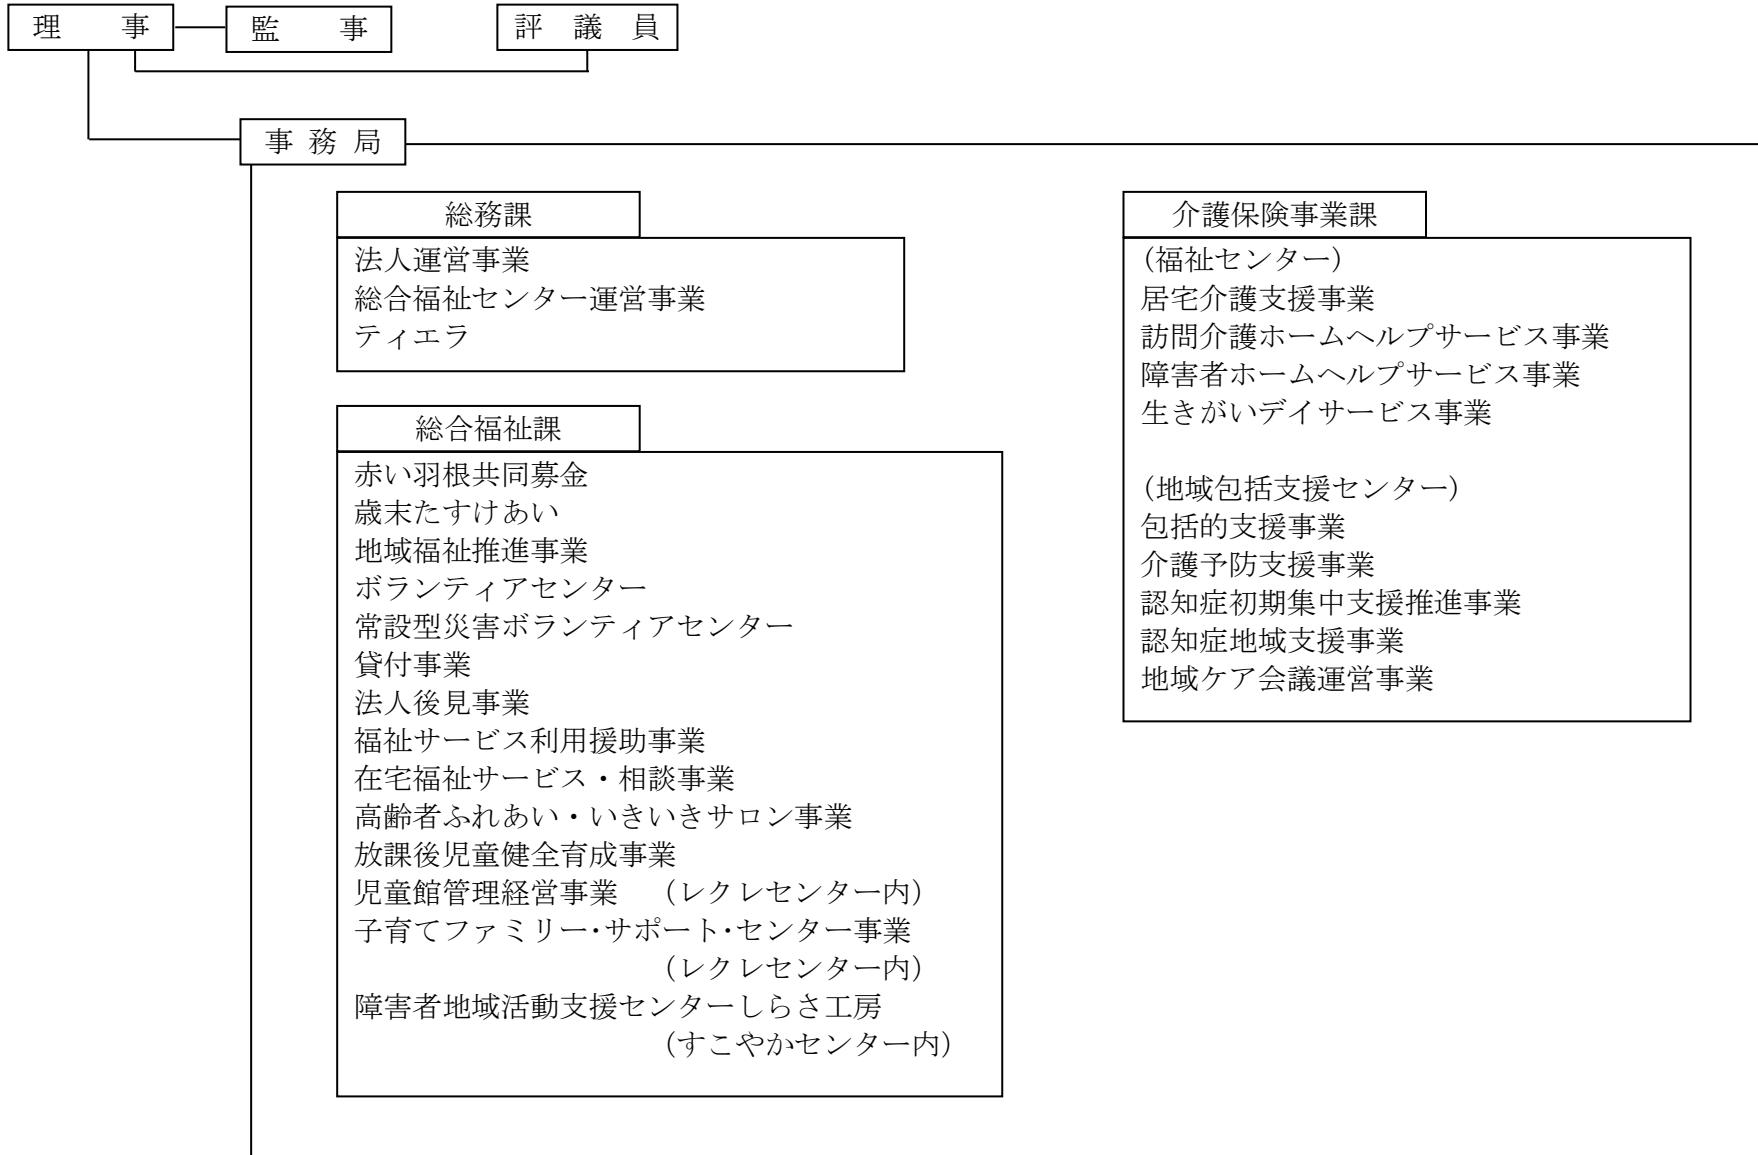 理　　事
監　　事
評　議　員
事 務 局
総務課
法人運営事業
総合福祉センター運営事業
ティエラ
総合福祉課
赤い羽根共同募金
歳末たすけあい
地域福祉推進事業
ボランティアセンター
常設型災害ボランティアセンター
貸付事業
法人後見事業
福祉サービス利用援助事業
在宅福祉サービス・相談事業
高齢者ふれあい・いきいきサロン事業
放課後児童健全育成事業
児童館管理経営事業　（レクレセンター内）
子育てファミリー･サポート･センター事業
（レクレセンター内）
障害者地域活動支援センターしらさ工房
（すこやかセンター内）
介護保険事業課
（福祉センター）
居宅介護支援事業
訪問介護ホームヘルプサービス事業
障害者ホームヘルプサービス事業
生きがいデイサービス事業
（地域包括支援センター）
包括的支援事業
介護予防支援事業
認知症初期集中支援推進事業
認知症地域支援事業
地域ケア会議運営事業